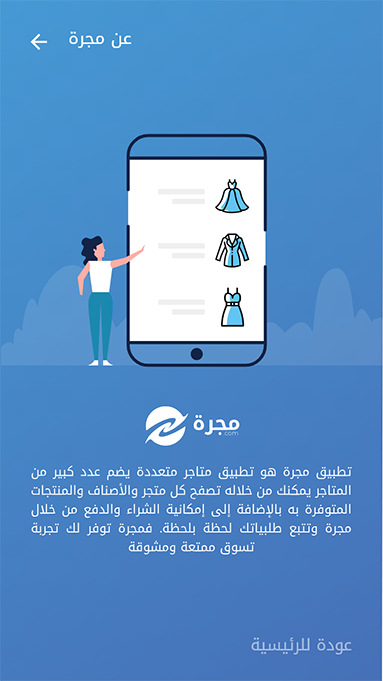 عن مجرة
مجرة
.com
تطبيق مجرة هو تطبيق متاجر متعددة يضم عدد كبير من
المتاجر يمكنك من خلاله تصفح كل متجر والأصناف والمنتجات
المتوفرة به بالإضافة إلى إمكانية الشراء والدفع من خلال
مجرة وتتبع طلبياتك لحظة بلحظة. فمجرة توفر لك تجربة
تسوق ممتعة ومشوقة
عودة للرئيسية